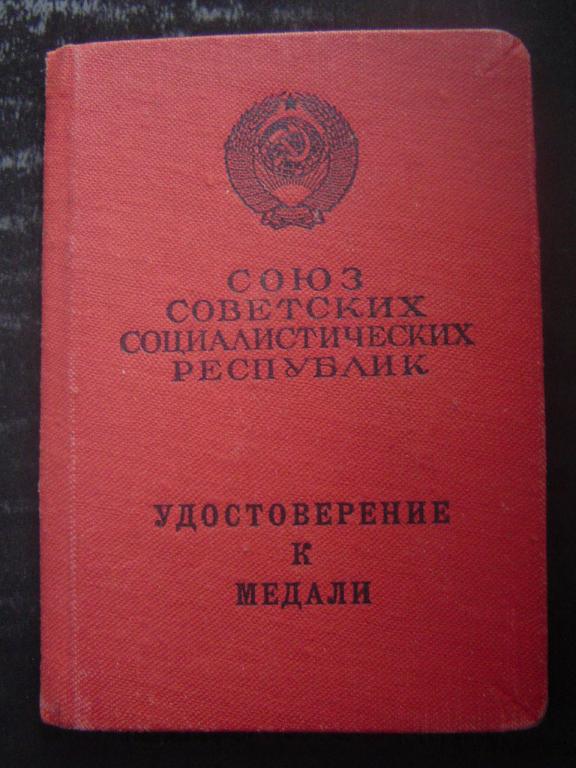 СОЮЗ
СОВЕТСКИХ
СОЦИАЛИСТИЧЕСКИХ
РЕСПУБЛИК
УДОСТОВЕРЕНИЕ
К
МЕДАЛИ